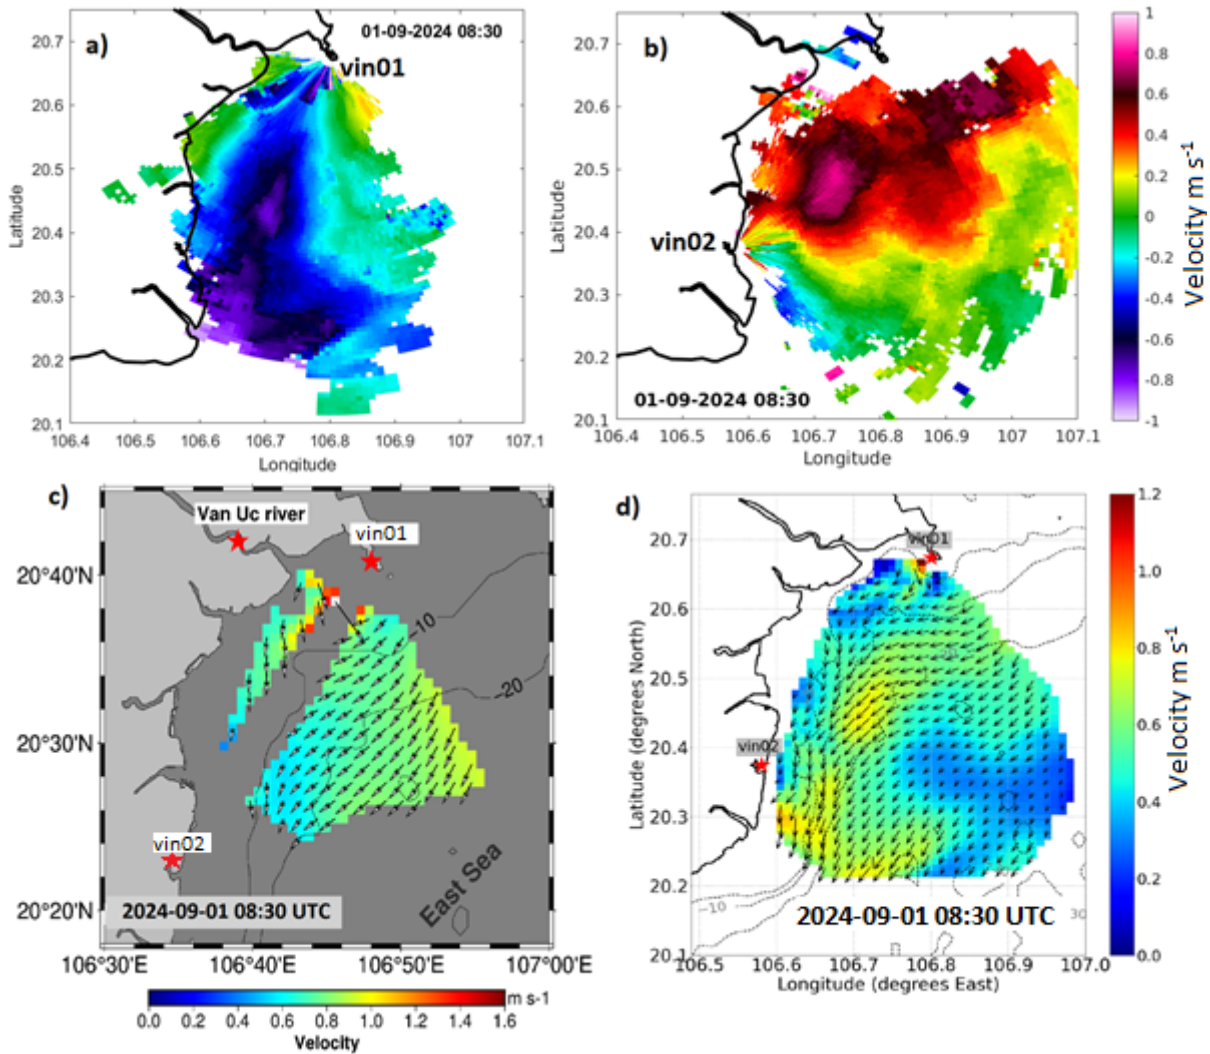 a)
01-09-2024 08:30
vin01
20.7
20.6
20.5
20.4
20.3
20.2
20.1
Latitude
106.4 106.5 106.6 106.7 106.8 106.9 107 107.1
Longitude
b)
vin02
01-09-2024 08:30
20.7
20.6
20.5
20.4
20.3
20.2
20.1
Latitude
106.4 106.5 106.6 106.7 106.8 106.9 107 107.1
Longitude
1
0.8
0.6
0.4
0.2
0
-0.2
-0.4
-0.6
-0.8
-1
Velocity m s-1
c)
Van Uc river
vin01
-10
-20
vin02
East Sea
2024-09-01 08:30 UTC
20°40'N
20°30'N
20°20'N
106°30'E 106°40'E 106°50'E 107°00'E
m s-1
0.0 0.2 0.4 0.6 0.8 1.0 1.2 1.4 1.6
Velocity
d)
vin01
vin02
-10
30
2024-09-01 08:30 UTC
20.7
20.6
20.5
20.4
20.3
20.2
20.1
Latitude (degrees North)
106.5 106.6 106.7 106.8 106.9 107.0
Longitude (degrees East)
1.2
1.0
0.8
0.6
0.4
0.2
0.0
Velocity m s-1